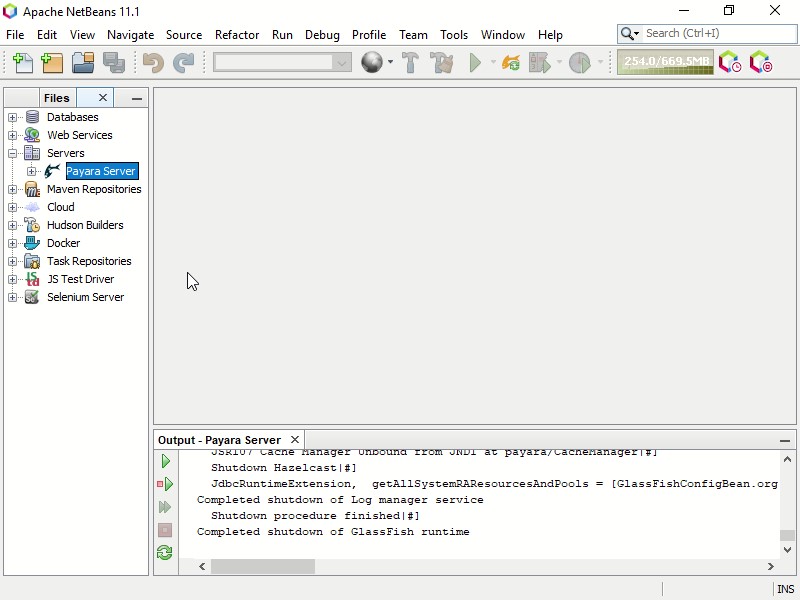 Apache NetBeans 11.1
File Edit View Navigate Source Refactor Run Debug Profile Team Tools Window Help
Search (Ctrl+I)
254.0/669.5MB
Files
Databases
Web Services
Servers
Payara Server
Maven Repositories
Cloud
Hudson Builders
Docker
Task Repositories
JS Test Driver
Selenium Server
Output - Payara Server
JSR107 Cache Manager Unbound from JNDI at payara/CacheManager|#]
Shutdown Hazelcast|#]
JdbcRuntimeExtension, getAllSystemRAResourcesAndPools = [GlassFishConfigBean.org
Completed shutdown of Log manager service
Shutdown procedure finished|#]
Completed shutdown of GlassFish runtime
INS